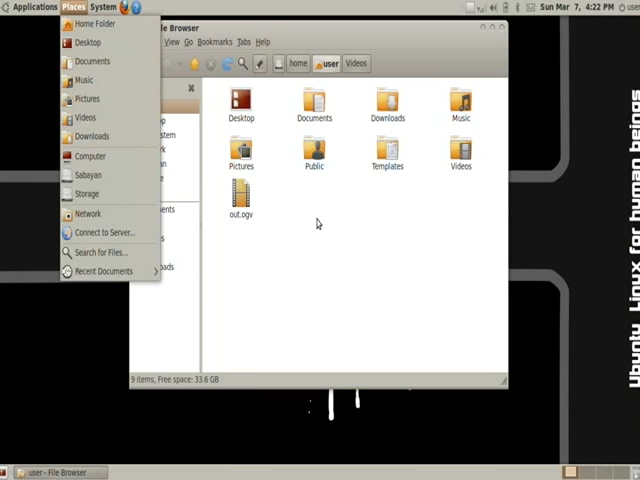 Applications Places System Sun Mar 7, 4:22 PM user
Home Folder
Desktop
Documents
Music
Pictures
Videos
Downloads
Computer
Sabayan
Storage
Network
Connect to Server...
Search for Files...
Recent Documents
ile Browser
View Go Bookmarks Tabs Help
home user Videos
Desktop Documents Downloads Music
Pictures Public Templates Videos
out.ogv
9 items, Free space: 33.6 GB
user - File Browser
Ubuntu Linux for human beings